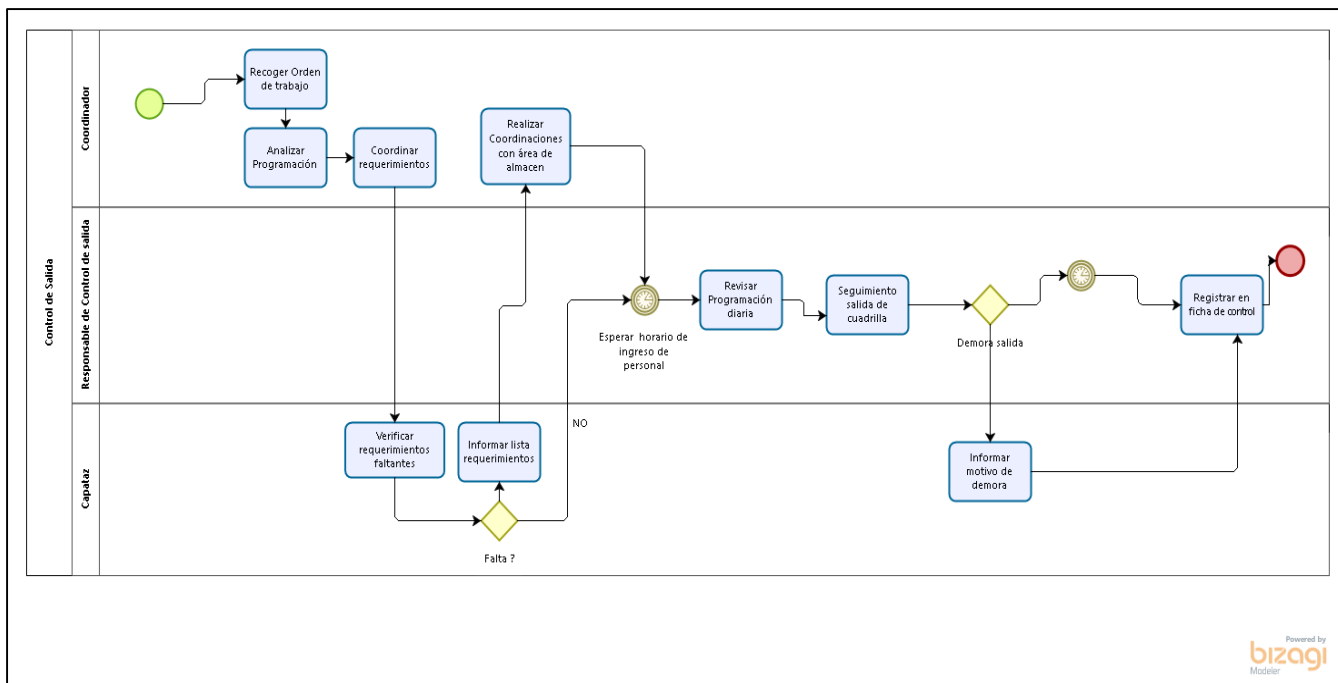 Control de Salida
Coordinador
Recoger Orden
de trabajo
Analizar
Programación
Coordinar
requerimientos
Realizar
Coordinaciones
con área de
almacen
Responsable de Control de salida
Esperar horario de
ingreso de
personal
Revisar
Programación
diaria
Seguimiento
salida de
cuadrilla
Demora salida
Registrar en
ficha de control
Capataz
Verificar
requerimientos
faltantes
Informar lista
requerimientos
Falta ?
NO
Informar
motivo de
demora
Powered by
bizagi
Modeler